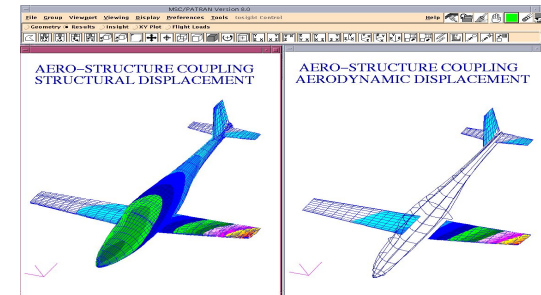 MSC/PATRAN Version 9.0
File Group Viewport Viewing Display Preferences Tools Insight Control Help
Geometry Results Insight XY Plot Flight Loads
AERO-STRUCTURE COUPLING
STRUCTURAL DISPLACEMENT
AERO-STRUCTURE COUPLING
AERODYNAMIC DISPLACEMENT